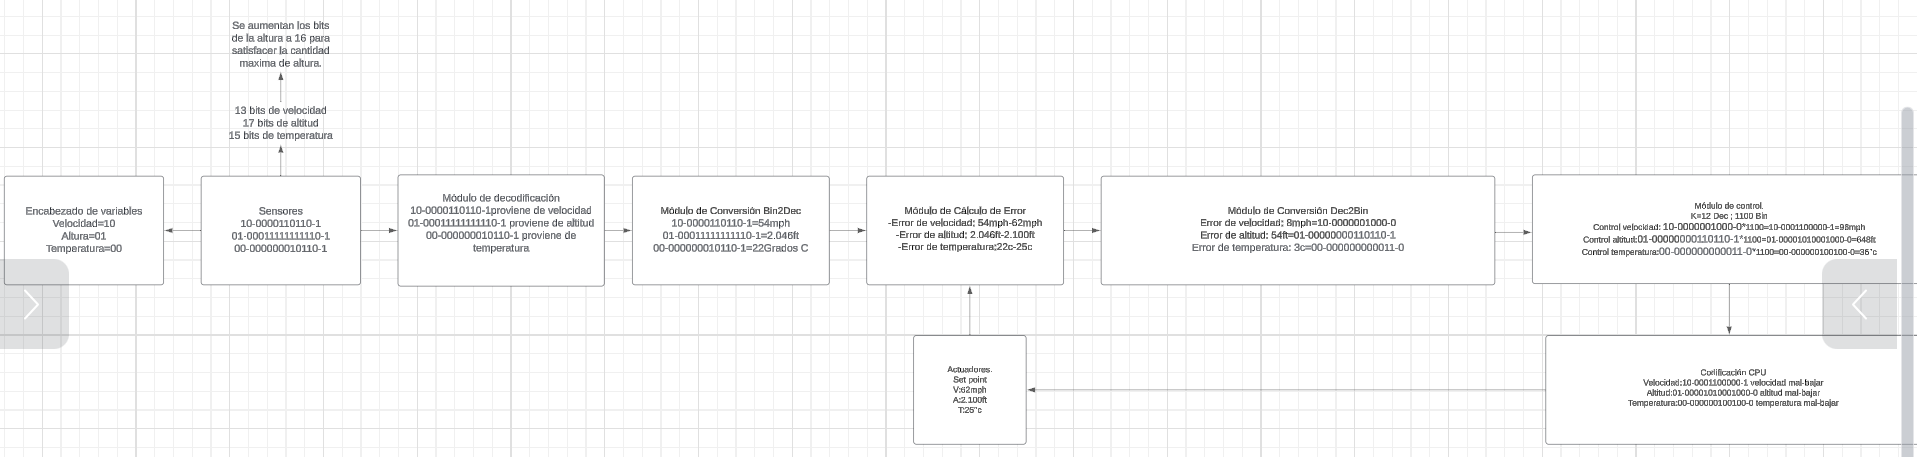 Se aumentan los bits
de la altura a 16 para
satisfacer la cantidad
maxima de altura.
13 bits de velocidad
17 bits de altitud
15 bits de temperatura
Encabezado de variables
Velocidad=10
Altura=01
Temperatura=00
Sensores
10-0000110110-1
01-00011111111110-1
00-000000010110-1
Módulo de decodificación
10-0000110110-1proviene de velocidad
01-00011111111110-1 proviene de altitud
00-000000010110-1 proviene de
temperatura
Módulo de Conversión Bin2Dec
10-0000110110-1=54mph
01-00011111111110-1=2.046ft
00-000000010110-1=22Grados C
Módulo de Cálculo de Error
-Error de velocidad; 54mph-62mph
-Error de altitud; 2.046ft-2.100ft
-Error de temperatura;22c-25c
Módulo de Conversión Dec2Bin
Error de velocidad; 8mph=10-0000001000-0
Error de altitud: 54ft=01-00000000110110-1
Error de temperatura: 3c=00-000000000011-0
Módulo de control.
K=12 Dec ; 1100 Bin
Control velocidad: 10-0000001000-0*1100=10-0001100000-1=96mph
Control altitud:01-00000000110110-1*1100=01-00001010001000-0=648ft
Control temperatura:00-000000000011-0*1100=00-000000100100-0=36°c
Codificación CPU
Velocidad:10-0001100000-1 velocidad mal-bajar
Altitud:01-00001010001000-0 altitud mal-bajar
Temperatura:00-000000100100-0 temperatura mal-bajar
Actuadores.
Set point
V:62mph
A:2.100ft
T:25°c